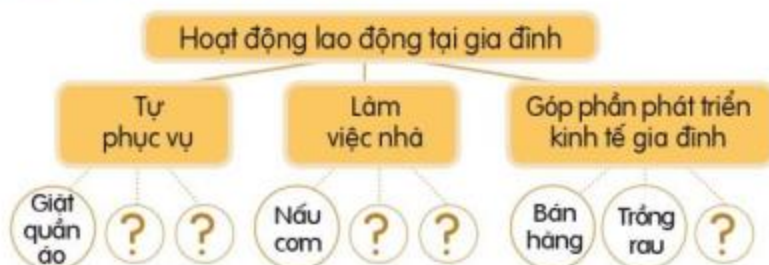 Hoạt động lao động tại gia đình
Tự
phục vụ
Làm
việc nhà
Góp phần phát triển
kinh tế gia đình
Giặt
quần
áo
?
?
Nấu
cơm
?
?
Bán
hàng
Trồng
rau
?